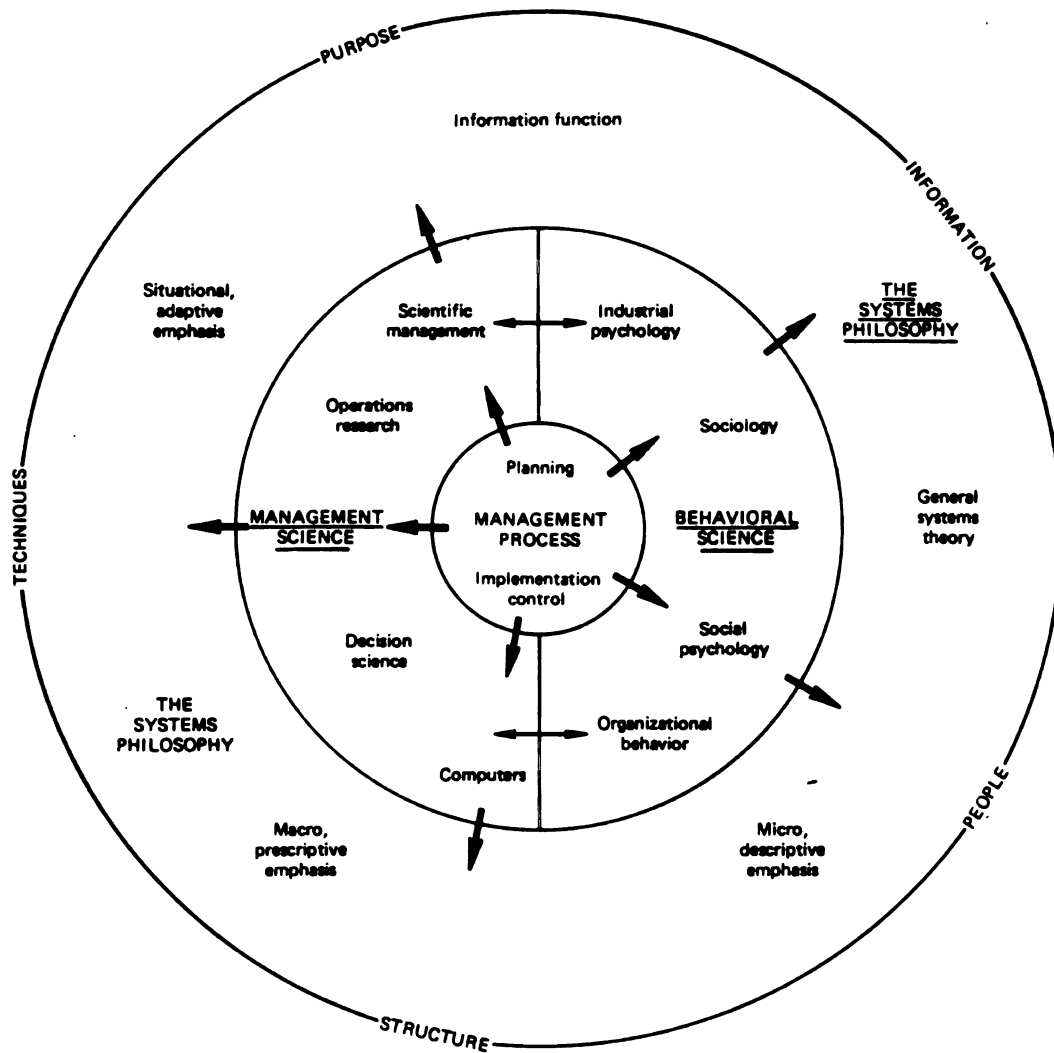 PURPOSE
Information function
INFORMATION
Situational,
adaptive
emphasis
THE
SYSTEMS
PHILOSOPHY
Scientific
management
Industrial
psychology
Operations
research
Sociology
Planning
TECHNIQUES
MANAGEMENT
SCIENCE
MANAGEMENT
PROCESS
BEHAVIORAL
SCIENCE
General
systems
theory
Implementation
control
Decision
science
Social
psychology
THE
SYSTEMS
PHILOSOPHY
Organizational
behavior
Computers
PEOPLE
Macro,
prescriptive
emphasis
Micro,
descriptive
emphasis
STRUCTURE